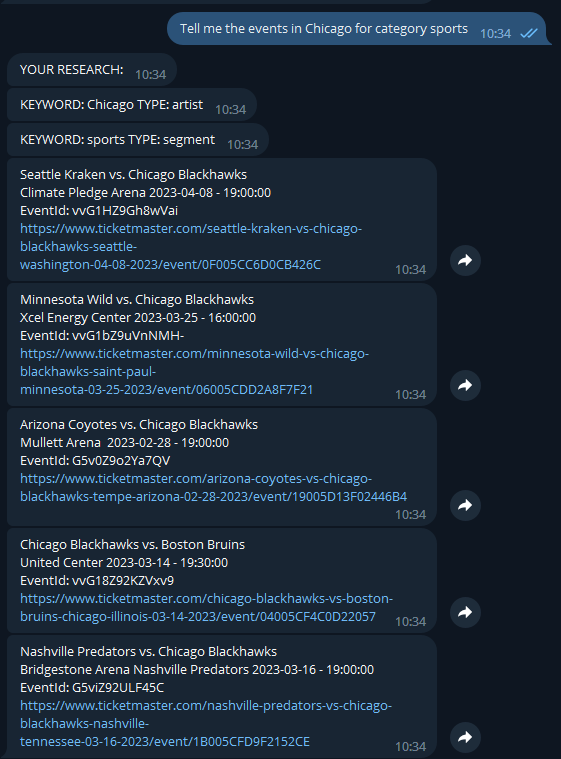 Tell me the events in Chicago for category sports 10:34
YOUR RESEARCH: 10:34
KEYWORD: Chicago TYPE: artist 10:34
KEYWORD: sports TYPE: segment 10:34
Seattle Kraken vs. Chicago Blackhawks
Climate Pledge Arena 2023-04-08 - 19:00:00
EventId: vvG1HZ9Gh8wVai
https://www.ticketmaster.com/seattle-kraken-vs-chicago-
blackhawks-seattle-
washington-04-08-2023/event/0F005CC6D0CB426C 10:34
Minnesota Wild vs. Chicago Blackhawks
Xcel Energy Center 2023-03-25 - 16:00:00
EventId: vvG1bZ9uVnNMH-
https://www.ticketmaster.com/minnesota-wild-vs-chicago-
blackhawks-saint-paul-
minnesota-03-25-2023/event/06005CDD2A8F7F21 10:34
Arizona Coyotes vs. Chicago Blackhawks
Mullett Arena  2023-02-28 - 19:00:00
EventId: G5v0Z9o2Ya7QV
https://www.ticketmaster.com/arizona-coyotes-vs-chicago-
blackhawks-tempe-arizona-02-28-2023/event/19005D13F02446B4
10:34
Chicago Blackhawks vs. Boston Bruins
United Center 2023-03-14 - 19:30:00
EventId: vvG18Z92KZVxv9
https://www.ticketmaster.com/chicago-blackhawks-vs-boston-
bruins-chicago-illinois-03-14-2023/event/04005CF4C0D22057 10:34
Nashville Predators vs. Chicago Blackhawks
Bridgestone Arena Nashville Predators 2023-03-16 - 19:00:00
EventId: G5viZ92ULF45C
https://www.ticketmaster.com/nashville-predators-vs-chicago-
blackhawks-nashville-
tennessee-03-16-2023/event/1B005CFD9F2152CE 10:34